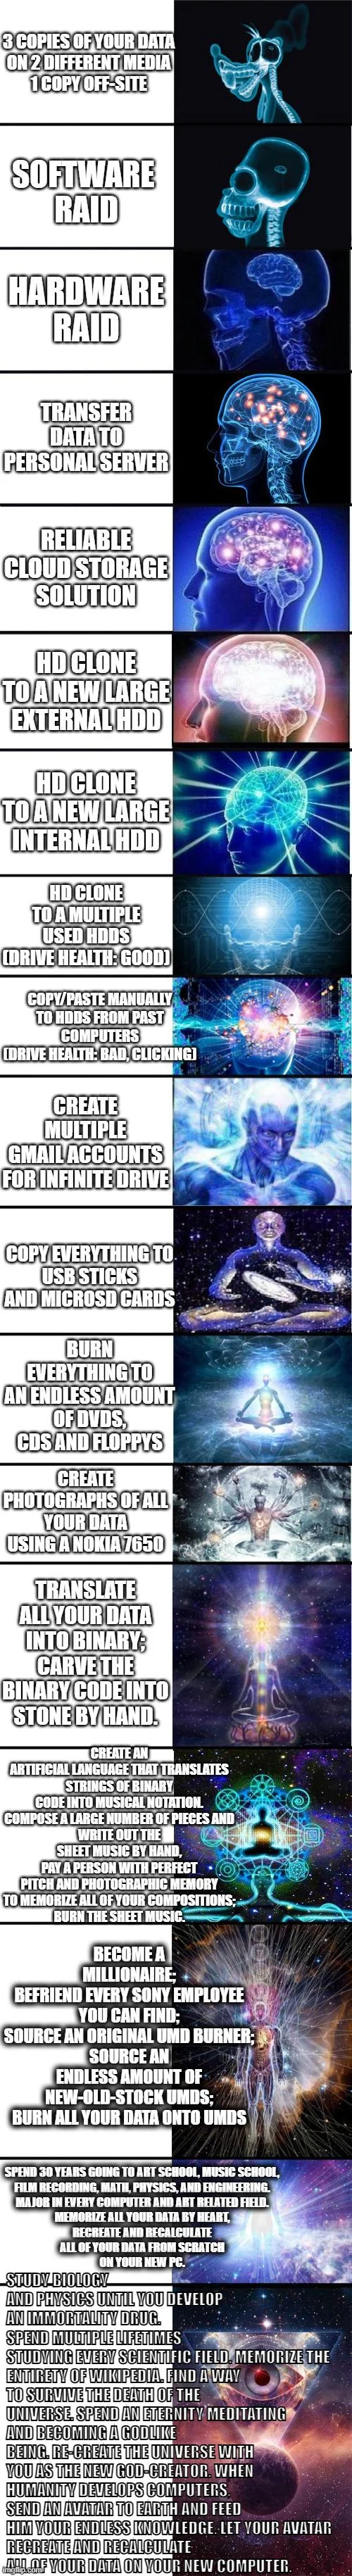 3 COPIES OF YOUR DATA
ON 2 DIFFERENT MEDIA
1 COPY OFF-SITE
SOFTWARE
RAID
HARDWARE
RAID
TRANSFER
DATA TO
PERSONAL SERVER
RELIABLE
CLOUD STORAGE
SOLUTION
HD CLONE
TO A NEW LARGE
EXTERNAL HDD
HD CLONE
TO A NEW LARGE
INTERNAL HDD
HD CLONE
TO A MULTIPLE
USED HDDS
(DRIVE HEALTH: GOOD)
COPY/PASTE MANUALLY
TO HDDS FROM PAST
COMPUTERS
(DRIVE HEALTH: BAD, CLICKING)
CREATE
MULTIPLE
GMAIL ACCOUNTS
FOR INFINITE DRIVE
COPY EVERYTHING TO
USB STICKS
AND MICROSD CARDS
BURN
EVERYTHING TO
AN ENDLESS AMOUNT
OF DVDS,
CDS AND FLOPPYS
CREATE
PHOTOGRAPHS OF ALL
YOUR DATA
USING A NOKIA 7650
TRANSLATE
ALL YOUR DATA
INTO BINARY;
CARVE THE
BINARY CODE INTO
STONE BY HAND.
CREATE AN
ARTIFICIAL LANGUAGE THAT TRANSLATES
STRINGS OF BINARY
CODE INTO MUSICAL NOTATION.
COMPOSE A LARGE NUMBER OF PIECES AND
WRITE OUT THE
SHEET MUSIC BY HAND,
PAY A PERSON WITH PERFECT
PITCH AND PHOTOGRAPHIC MEMORY
TO MEMORIZE ALL OF YOUR COMPOSITIONS;
BURN THE SHEET MUSIC.
BECOME A
MILLIONAIRE;
BEFRIEND EVERY SONY EMPLOYEE
YOU CAN FIND;
SOURCE AN ORIGINAL UMD BURNER;
SOURCE AN
ENDLESS AMOUNT OF
NEW-OLD-STOCK UMDS;
BURN ALL YOUR DATA ONTO UMDS
SPEND 30 YEARS GOING TO ART SCHOOL, MUSIC SCHOOL,
FILM RECORDING, MATH, PHYSICS, AND ENGINEERING.
MAJOR IN EVERY COMPUTER AND ART RELATED FIELD.
MEMORIZE ALL YOUR DATA BY HEART,
RECREATE AND RECALCULATE
ALL OF YOUR DATA FROM SCRATCH
ON YOUR NEW PC.
STUDY BIOLOGY
AND PHYSICS UNTIL YOU DEVELOP
AN IMMORTALITY DRUG.
SPEND MULTIPLE LIFETIMES
STUDYING EVERY SCIENTIFIC FIELD. MEMORIZE THE
ENTIRETY OF WIKIPEDIA. FIND A WAY
TO SURVIVE THE DEATH OF THE
UNIVERSE. SPEND AN ETERNITY MEDITATING
AND BECOMING A GODLIKE
BEING. RE-CREATE THE UNIVERSE WITH
YOU AS THE NEW GOD-CREATOR. WHEN
HUMANITY DEVELOPS COMPUTERS,
SEND AN AVATAR TO EARTH AND FEED
HIM YOUR ENDLESS KNOWLEDGE. LET YOUR AVATAR
RECREATE AND RECALCULATE
ALL OF YOUR DATA ON YOUR NEW COMPUTER.
imgflip.com